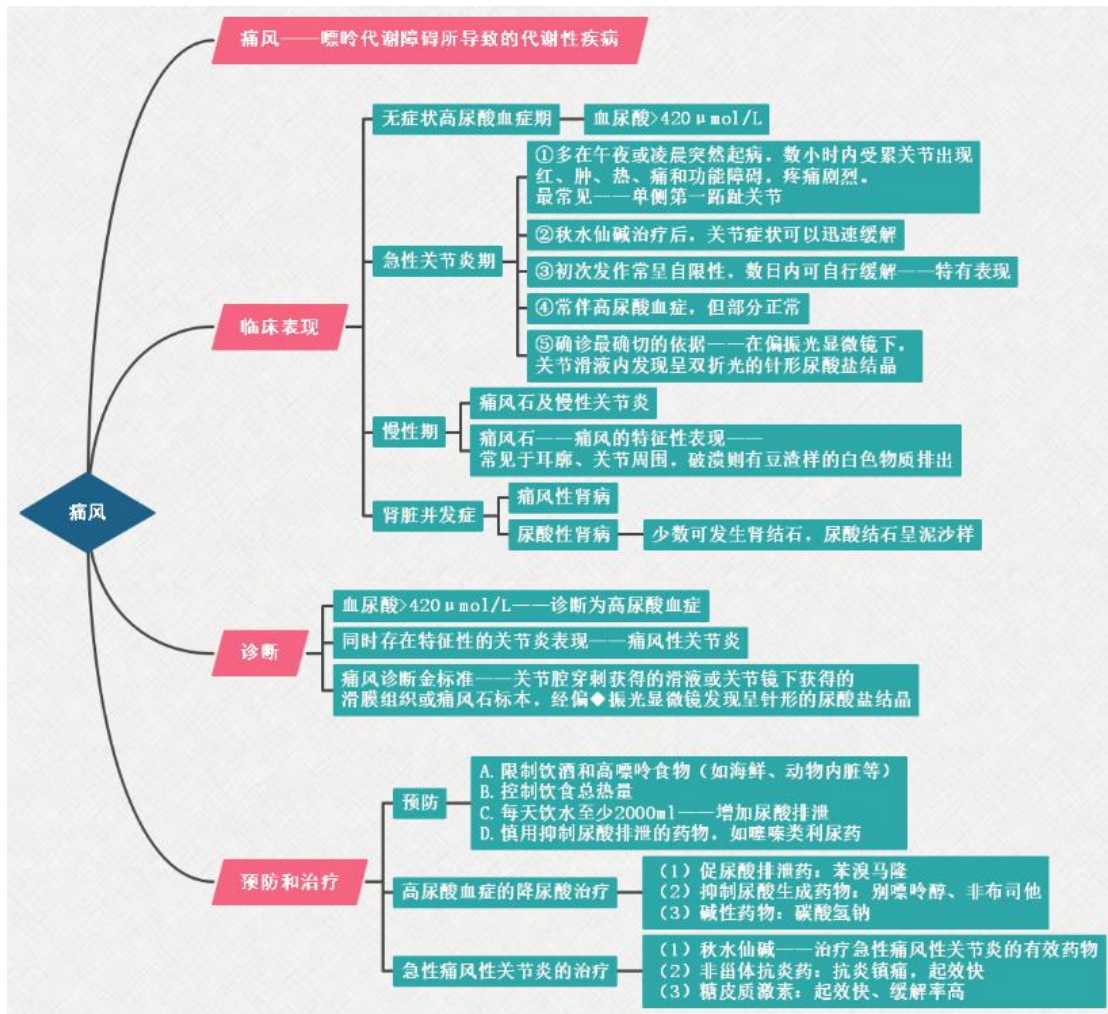 痛风——嘌呤代谢障碍所导致的代谢性疾病
无症状高尿酸血症期
血尿酸>420μmol/L
①多在午夜或凌晨突然起病，数小时内受累关节出现
红、肿、热、痛和功能障碍，疼痛剧烈。
最常见——单侧第一跖趾关节
急性关节炎期
②秋水仙碱治疗后，关节症状可以迅速缓解
③初次发作常呈自限性，数日内可自行缓解——特有表现
临床表现
④常伴高尿酸血症，但部分正常
⑤确诊最确切的依据——在偏振光显微镜下，
关节滑液内发现呈双折光的针形尿酸盐结晶
慢性期
痛风石及慢性关节炎
痛风石——痛风的特征性表现——
常见于耳廓、关节周围，破溃则有豆渣样的白色物质排出
痛风
肾脏并发症
痛风性肾病
尿酸性肾病
少数可发生肾结石，尿酸结石呈泥沙样
诊断
血尿酸>420μmol/L——诊断为高尿酸血症
同时存在特征性的关节炎表现——痛风性关节炎
痛风诊断金标准——关节腔穿刺获得的滑液或关节镜下获得的
滑膜组织或痛风石标本，经偏◆振光显微镜发现呈针形的尿酸盐结晶
预防和治疗
预防
A.限制饮酒和高嘌呤食物（如海鲜、动物内脏等）
B.控制饮食总热量
C.每天饮水至少2000ml——增加尿酸排泄
D.慎用抑制尿酸排泄的药物，如噻嗪类利尿药
高尿酸血症的降尿酸治疗
（1）促尿酸排泄药：苯溴马隆
（2）抑制尿酸生成药物：别嘌呤醇、非布司他
（3）碱性药物：碳酸氢钠
急性痛风性关节炎的治疗
（1）秋水仙碱——治疗急性痛风性关节炎的有效药物
（2）非甾体抗炎药：抗炎镇痛，起效快
（3）糖皮质激素：起效快、缓解率高